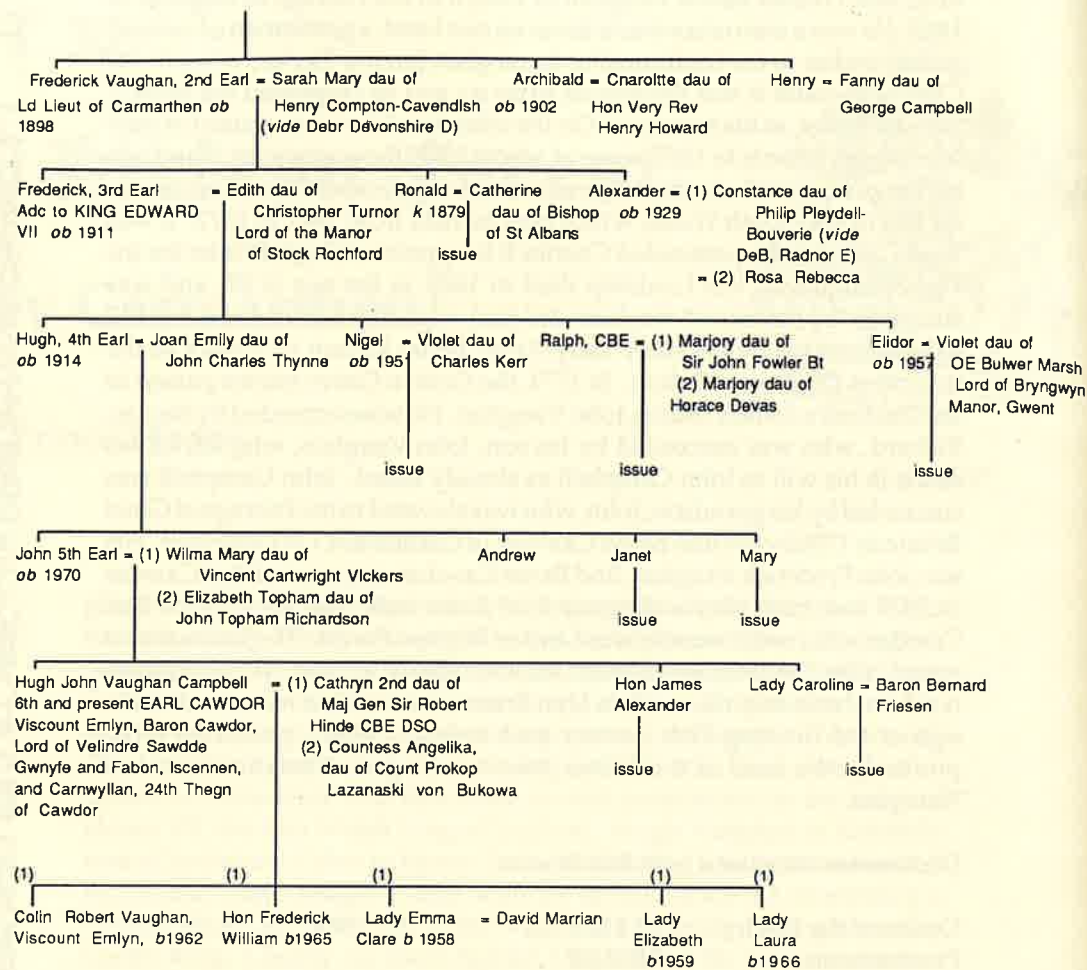 Frederick Vaughan, 2nd Earl = Sarah Mary dau of
Ld Lieut of Carmarthen ob
1898
Henry Compton-Cavendish ob 1902
(vide Debr Devonshire D)
Archibald = Cnaroltte dau of
Hon Very Rev
Henry Howard
Henry = Fanny dau of
George Campbell
Frederick, 3rd Earl = Edith dau of
Adc to KING EDWARD
VII ob 1911
Christopher Turnor
Lord of the Manor
of Stock Rochford
Ronald = Catherine
k 1879
dau of Bishop
of St Albans
issue
Alexander = (1) Constance dau of
ob 1929
Philip Pleydell-
Bouverie (vide
DeB, Radnor E)
= (2) Rosa Rebecca
Hugh, 4th Earl = Joan Emily dau of
ob 1914
John Charles Thynne
Nigel = Violet dau of
ob 1951
Charles Kerr
issue
Ralph, CBE = (1) Marjory dau of
Sir John Fowler Bt
(2) Marjory dau of
Horace Devas
issue
Elidor = Violet dau of
ob 1957
OE Bulwer Marsh
Lord of Bryngwyn
Manor, Gwent
issue
John 5th Earl = (1) Wilma Mary dau of
ob 1970
Vincent Cartwright Vickers
(2) Elizabeth Topham dau of
John Topham Richardson
Andrew
Janet
issue
Mary
issue
Hugh John Vaughan Campbell = (1) Cathryn 2nd dau of
6th and present EARL CAWDOR
Viscount Emlyn, Baron Cawdor,
Lord of Velindre Sawdde
Gwnyfe and Fabon, Iscennen,
and Carnwyllan, 24th Thegn
of Cawdor
Maj Gen Sir Robert
Hinde CBE DSO
(2) Countess Angelika,
dau of Count Prokop
Lazanaski von Bukowa
Hon James
Alexander
issue
Lady Caroline = Baron Bernard
Friesen
issue
(1) (1) (1) (1) (1)
Colin Robert Vaughan,
Viscount Emlyn, b1962
Hon Frederick
William b1965
Lady Emma = David Marrian
Clare b 1958
Lady
Elizabeth
b1959
Lady
Laura
b1966